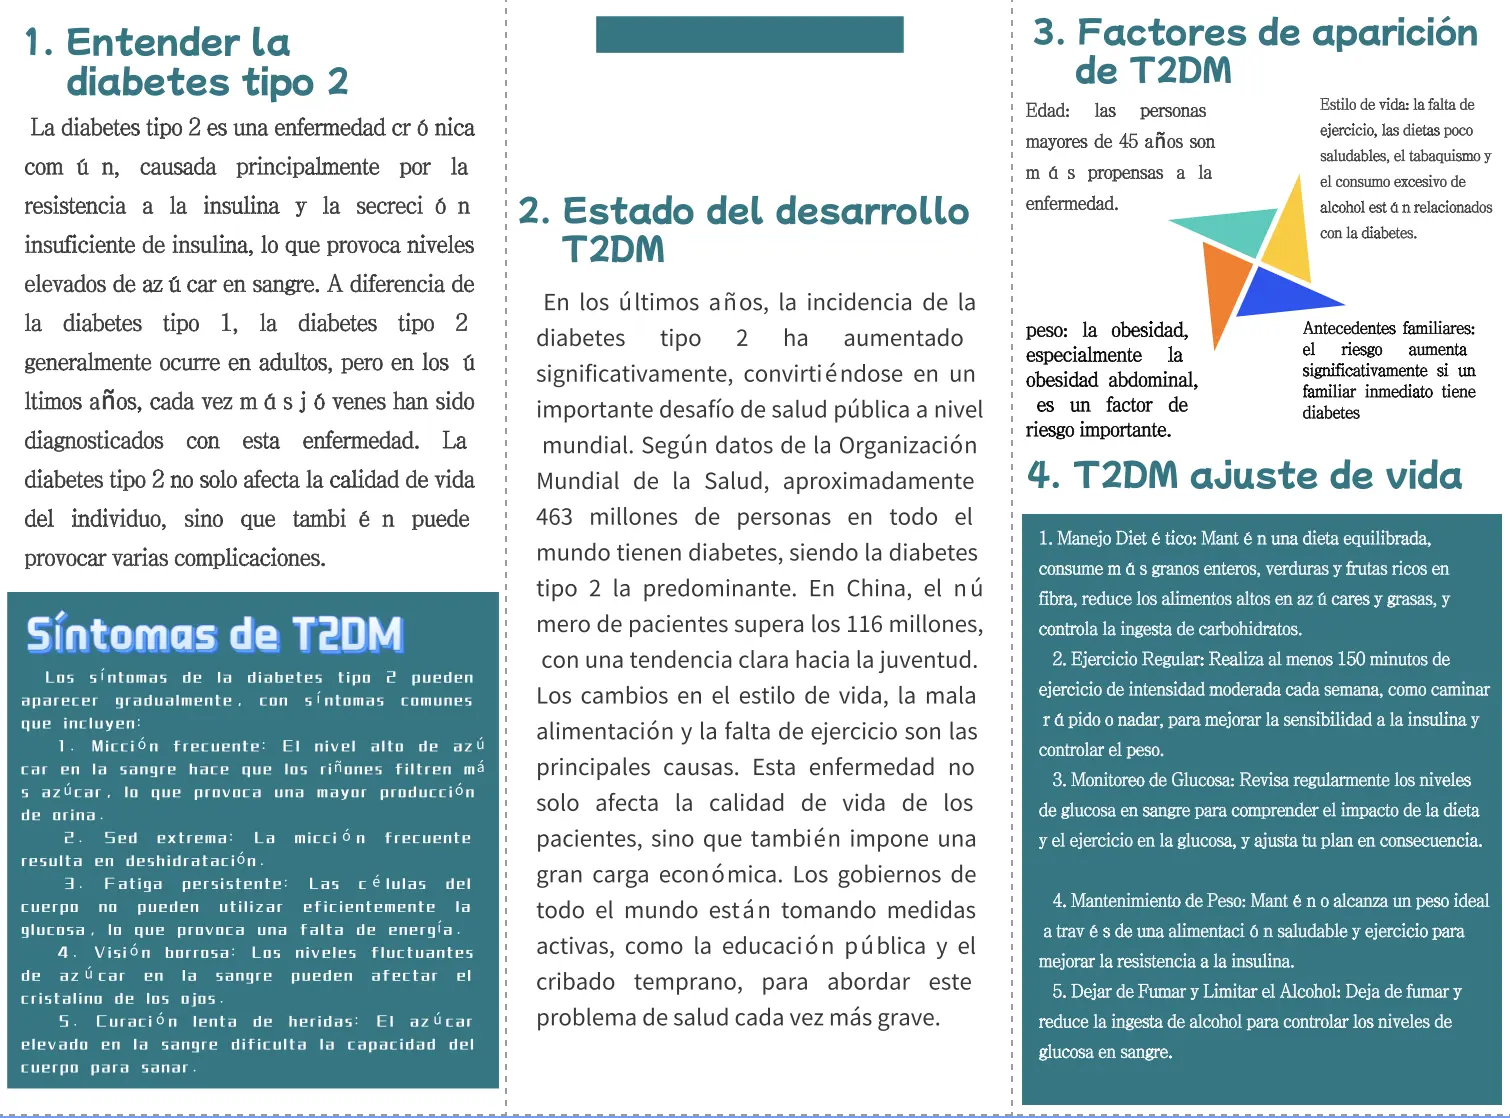 1. Entender la
diabetes tipo 2
La diabetes tipo 2 es una enfermedad cr ó nica
com ú n, causada principalmente por la
resistencia a la insulina y la secreci ó n
insuficiente de insulina, lo que provoca niveles
elevados de az ú car en sangre. A diferencia de
la diabetes tipo 1, la diabetes tipo 2
generalmente ocurre en adultos, pero en los ú
ltimos años, cada vez m á s j ó venes han sido
diagnosticados con esta enfermedad. La
diabetes tipo 2 no solo afecta la calidad de vida
del individuo, sino que tambi é n puede
provocar varias complicaciones.
Síntomas de T2DM
Los síntomas de la diabetes tipo 2 pueden
aparecer gradualmente, con síntomas comunes
que incluyen:
1. Micción frecuente: El nivel alto de azú
car en la sangre hace que los riñones filtren má
s azúcar, lo que provoca una mayor producción
de orina.
2. Sed extrema: La micción frecuente
resulta en deshidratación.
3. Fatiga persistente: Las células del
cuerpo no pueden utilizar eficientemente la
glucosa, lo que provoca una falta de energía.
4. Visión borrosa: Los niveles fluctuantes
de azúcar en la sangre pueden afectar el
cristalino de los ojos.
5. Curación lenta de heridas: El azúcar
elevado en la sangre dificulta la capacidad del
cuerpo para sanar.
2. Estado del desarrollo
T2DM
En los últimos años, la incidencia de la
diabetes tipo 2 ha aumentado
significativamente, convirtiéndose en un
importante desafío de salud pública a nivel
mundial. Según datos de la Organización
Mundial de la Salud, aproximadamente
463 millones de personas en todo el
mundo tienen diabetes, siendo la diabetes
tipo 2 la predominante. En China, el nú
mero de pacientes supera los 116 millones,
con una tendencia clara hacia la juventud.
Los cambios en el estilo de vida, la mala
alimentación y la falta de ejercicio son las
principales causas. Esta enfermedad no
solo afecta la calidad de vida de los
pacientes, sino que también impone una
gran carga económica. Los gobiernos de
todo el mundo están tomando medidas
activas, como la educación pública y el
cribado temprano, para abordar este
problema de salud cada vez más grave.
3. Factores de aparición
de T2DM
Edad: las personas
mayores de 45 años son
m á s propensas a la
enfermedad.
Estilo de vida: la falta de
ejercicio, las dietas poco
saludables, el tabaquismo y
el consumo excesivo de
alcohol est á n relacionados
con la diabetes.
peso: la obesidad,
especialmente la
obesidad abdominal,
es un factor de
riesgo importante.
Antecedentes familiares:
el riesgo aumenta
significativamente si un
familiar inmediato tiene
diabetes
4. T2DM ajuste de vida
1. Manejo Diet é tico: Mant é n una dieta equilibrada,
consume m á s granos enteros, verduras y frutas ricos en
fibra, reduce los alimentos altos en az ú cares y grasas, y
controla la ingesta de carbohidratos.
2. Ejercicio Regular: Realiza al menos 150 minutos de
ejercicio de intensidad moderada cada semana, como caminar
r á pido o nadar, para mejorar la sensibilidad a la insulina y
controlar el peso.
3. Monitoreo de Glucosa: Revisa regularmente los niveles
de glucosa en sangre para comprender el impacto de la dieta
y el ejercicio en la glucosa, y ajusta tu plan en consecuencia.
4. Mantenimiento de Peso: Mant é n o alcanza un peso ideal
a trav é s de una alimentaci ó n saludable y ejercicio para
mejorar la resistencia a la insulina.
5. Dejar de Fumar y Limitar el Alcohol: Deja de fumar y
reduce la ingesta de alcohol para controlar los niveles de
glucosa en sangre.